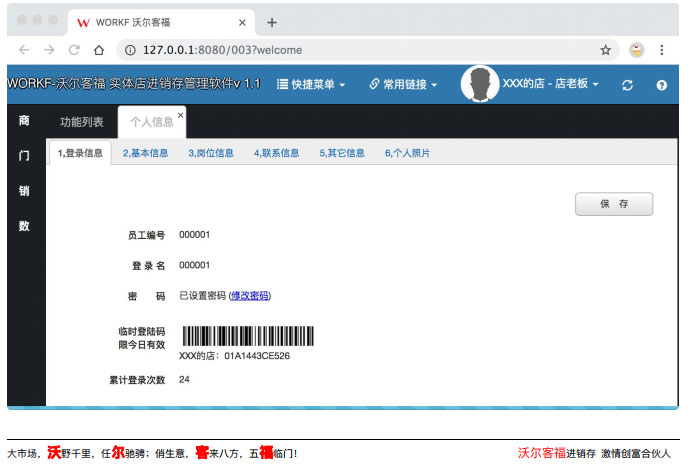 WORKF 沃尔客福
127.0.0.1:8080/003?welcome
WORKF-沃尔客福 实体店进销存管理软件v 1.1 快捷菜单 常用链接 XXX的店 - 店老板
商 功能列表 个人信息
门 1,登录信息 2,基本信息 3,岗位信息 4,联系信息 5,其它信息 6,个人照片
销
数
保 存
员工编号 000001
登 录 名 000001
密 码 已设置密码 (修改密码)
临时登陆码
限今日有效
XXX的店：01A1443CE526
累计登录次数 24
大市场，沃野千里，任尔驰骋；俏生意，客来八方，五福临门！ 沃尔客福进销存 激情创富合伙人